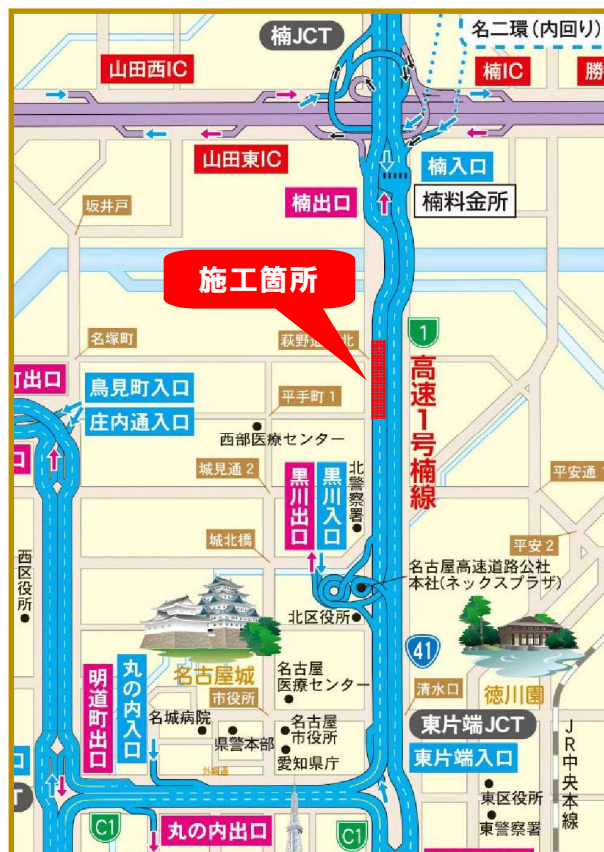 楠JCT
名二環(内回り)
山田西IC
楠IC
勝
山田東IC
楠入口
楠出口
楠料金所
坂井戸
施工箇所
1
名塚町
萩野通
北
高速1号楠線
町出口
鳥見町入口
庄内通入口
平手町1
西部医療センター
口
城見通2
黒川出口
黒川入口
北警察署
平安通1
城北橋
平安2
西区役所
名古屋高速道路公社
本社(ネックスプラザ)
北区役所
41
名古屋城
徳川園
明道町出口
丸の内入口
名古屋
医療センター
市役所
清水口
名城病院
県警本部
名古屋
市役所
愛知県庁
東片端JCT
東片端入口
JR中央本線
外堀通
口
T
東区役所
東警察署
C1
丸の内出口
C1